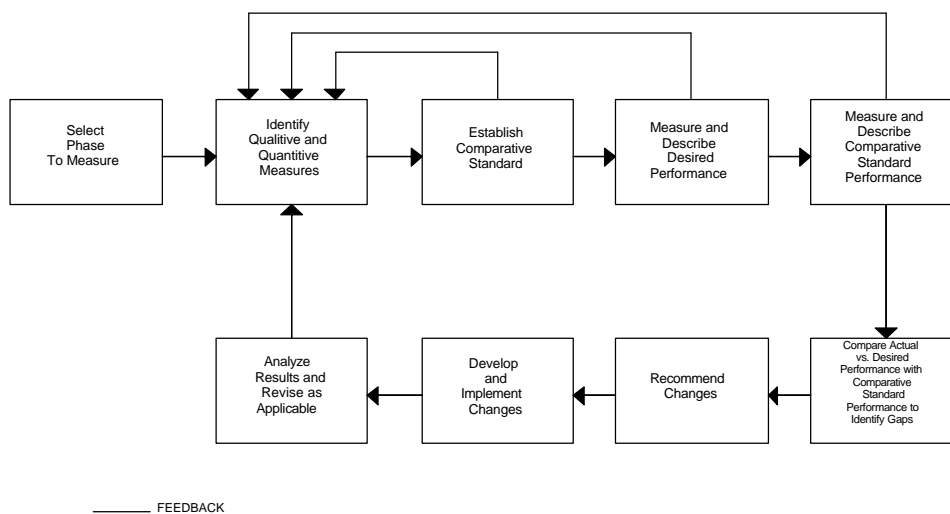 Select
Phase
To Measure
Identify
Qualitive and
Quantitive
Measures
Establish
Comparative
Standard
Measure and
Describe
Desired
Performance
Measure and
Describe
Comparative
Standard
Performance
Compare Actual
vs. Desired
Performance with
Comparative
Standard
Performance to
Identify Gaps
Recommend
Changes
Develop
and
Implement
Changes
Analyze
Results and
Revise as
Applicable
FEEDBACK